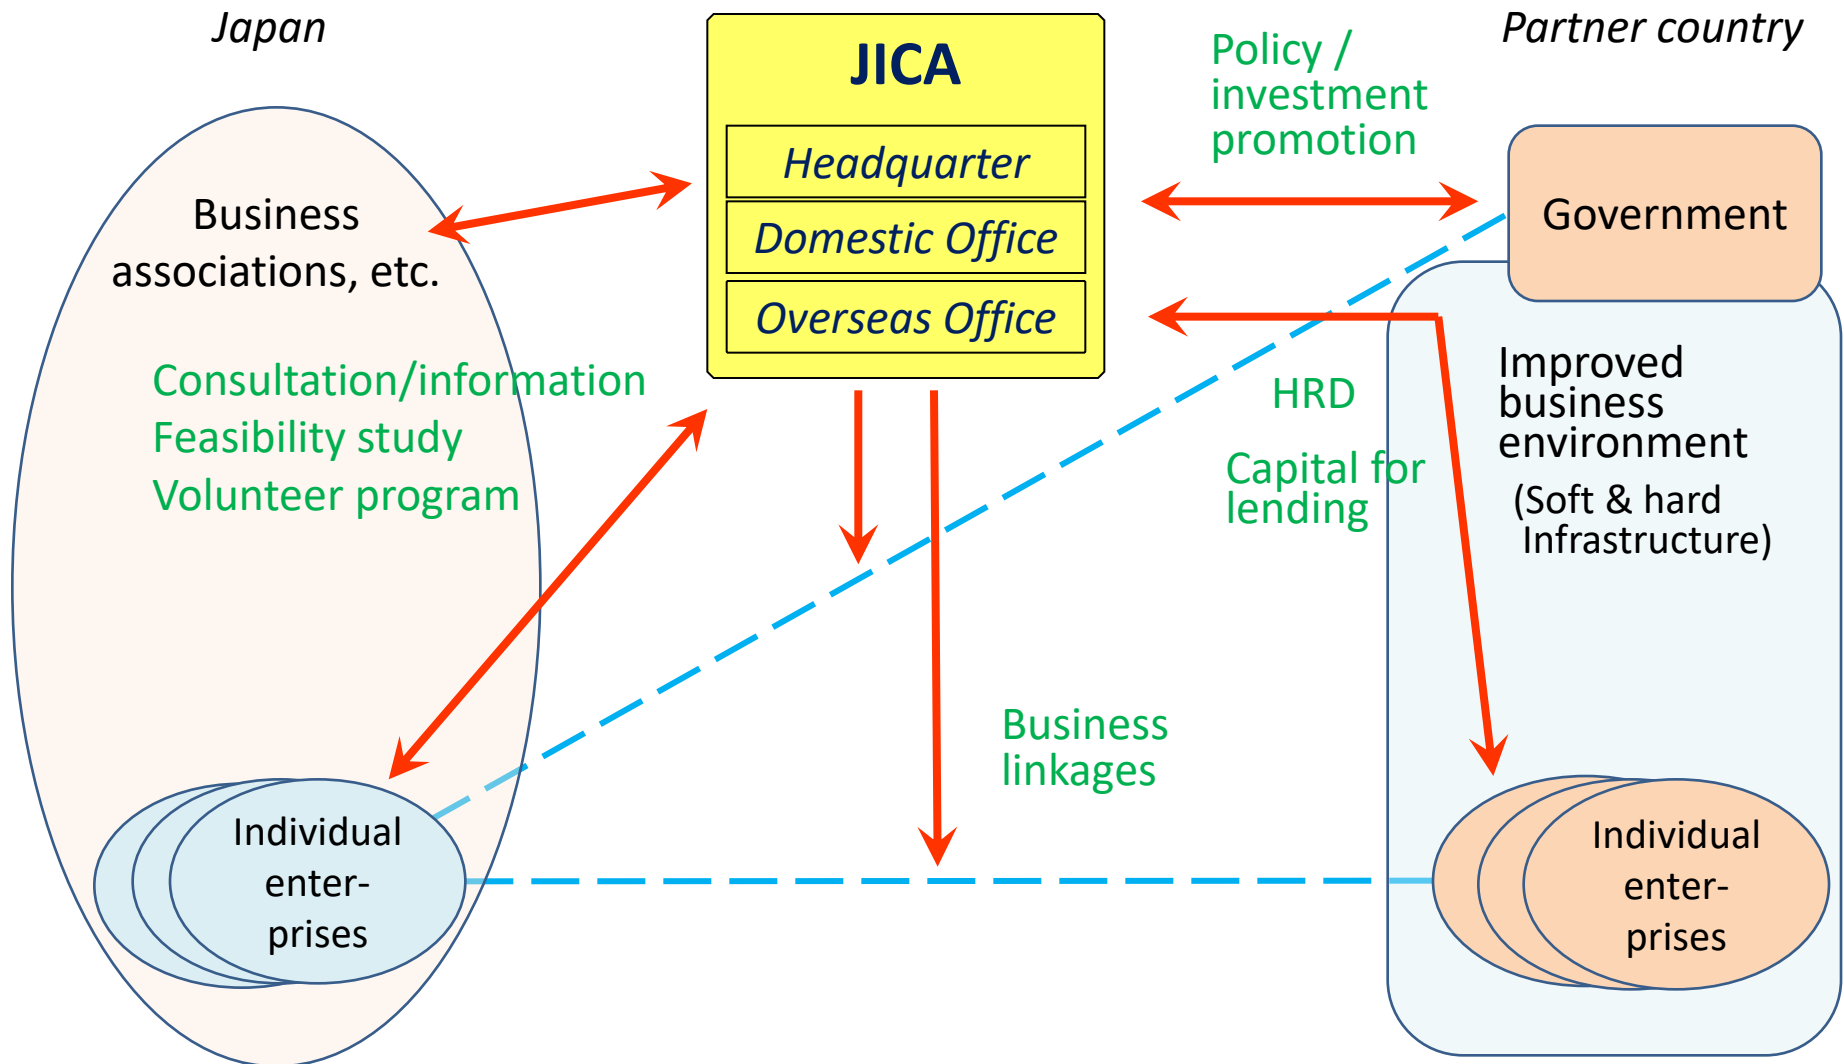 Japan
JICA
Headquarter
Domestic Office
Overseas Office
Policy /
investment
promotion
Partner country
Government
Business
associations, etc.
Consultation/information
Feasibility study
Volunteer program
HRD
Capital for
lending
Improved
business
environment
(Soft & hard
Infrastructure)
Business
linkages
Individual
enter-
prises
Individual
enter-
prises